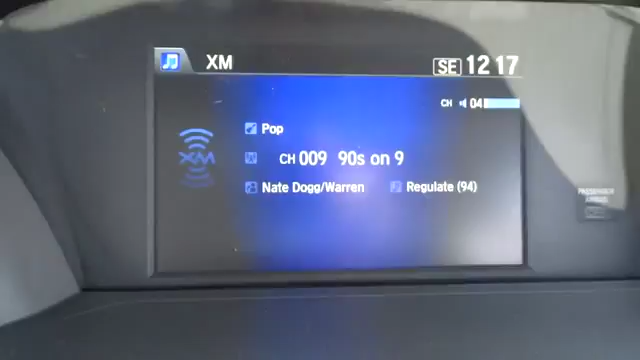 XM
SE 12 17
CH 04
Pop
XM
CH 009 90s on 9
Nate Dogg/Warren Regulate (94)
PASSENGER
AIRBAG